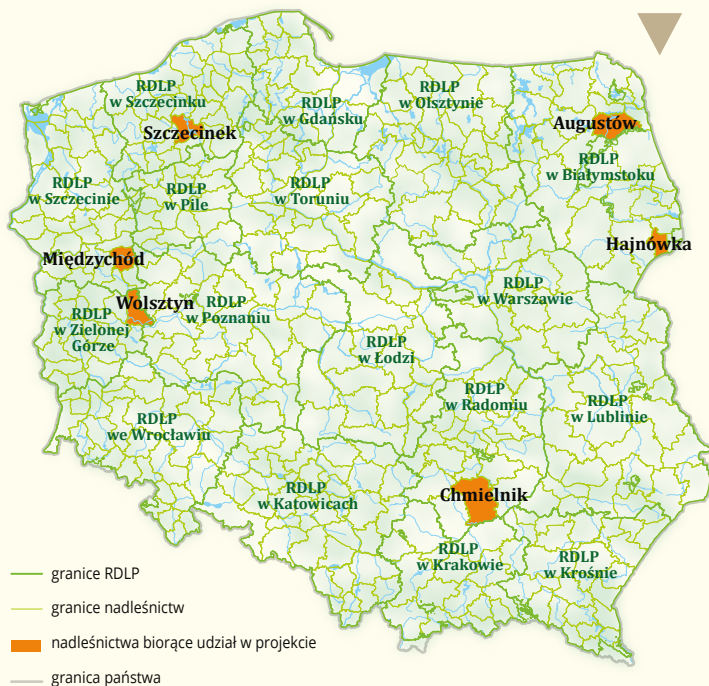 RDLP
w Szczecinku
RDLP
w Gdańsku
RDLP
w Olsztynie
Szczecinek
Augustów
RDLP
w Białymstoku
RDLP
w Szczecinie
RDLP
w Pile
RDLP
w Toruniu
Hajnówka
Międzychód
Wolsztyn
RDLP
w Zielonej
Górze
RDLP
w Poznaniu
RDLP
w Warszawie
RDLP
w Łodzi
RDLP
w Radomiu
RDLP
w Lublinie
RDLP
we Wrocławiu
RDLP
w Katowicach
Chmielnik
RDLP
w Krakowie
RDLP
w Krośnie
granice RDLP
granice nadleśnictw
nadleśnictwa biorące udział w projekcie
granica państwa